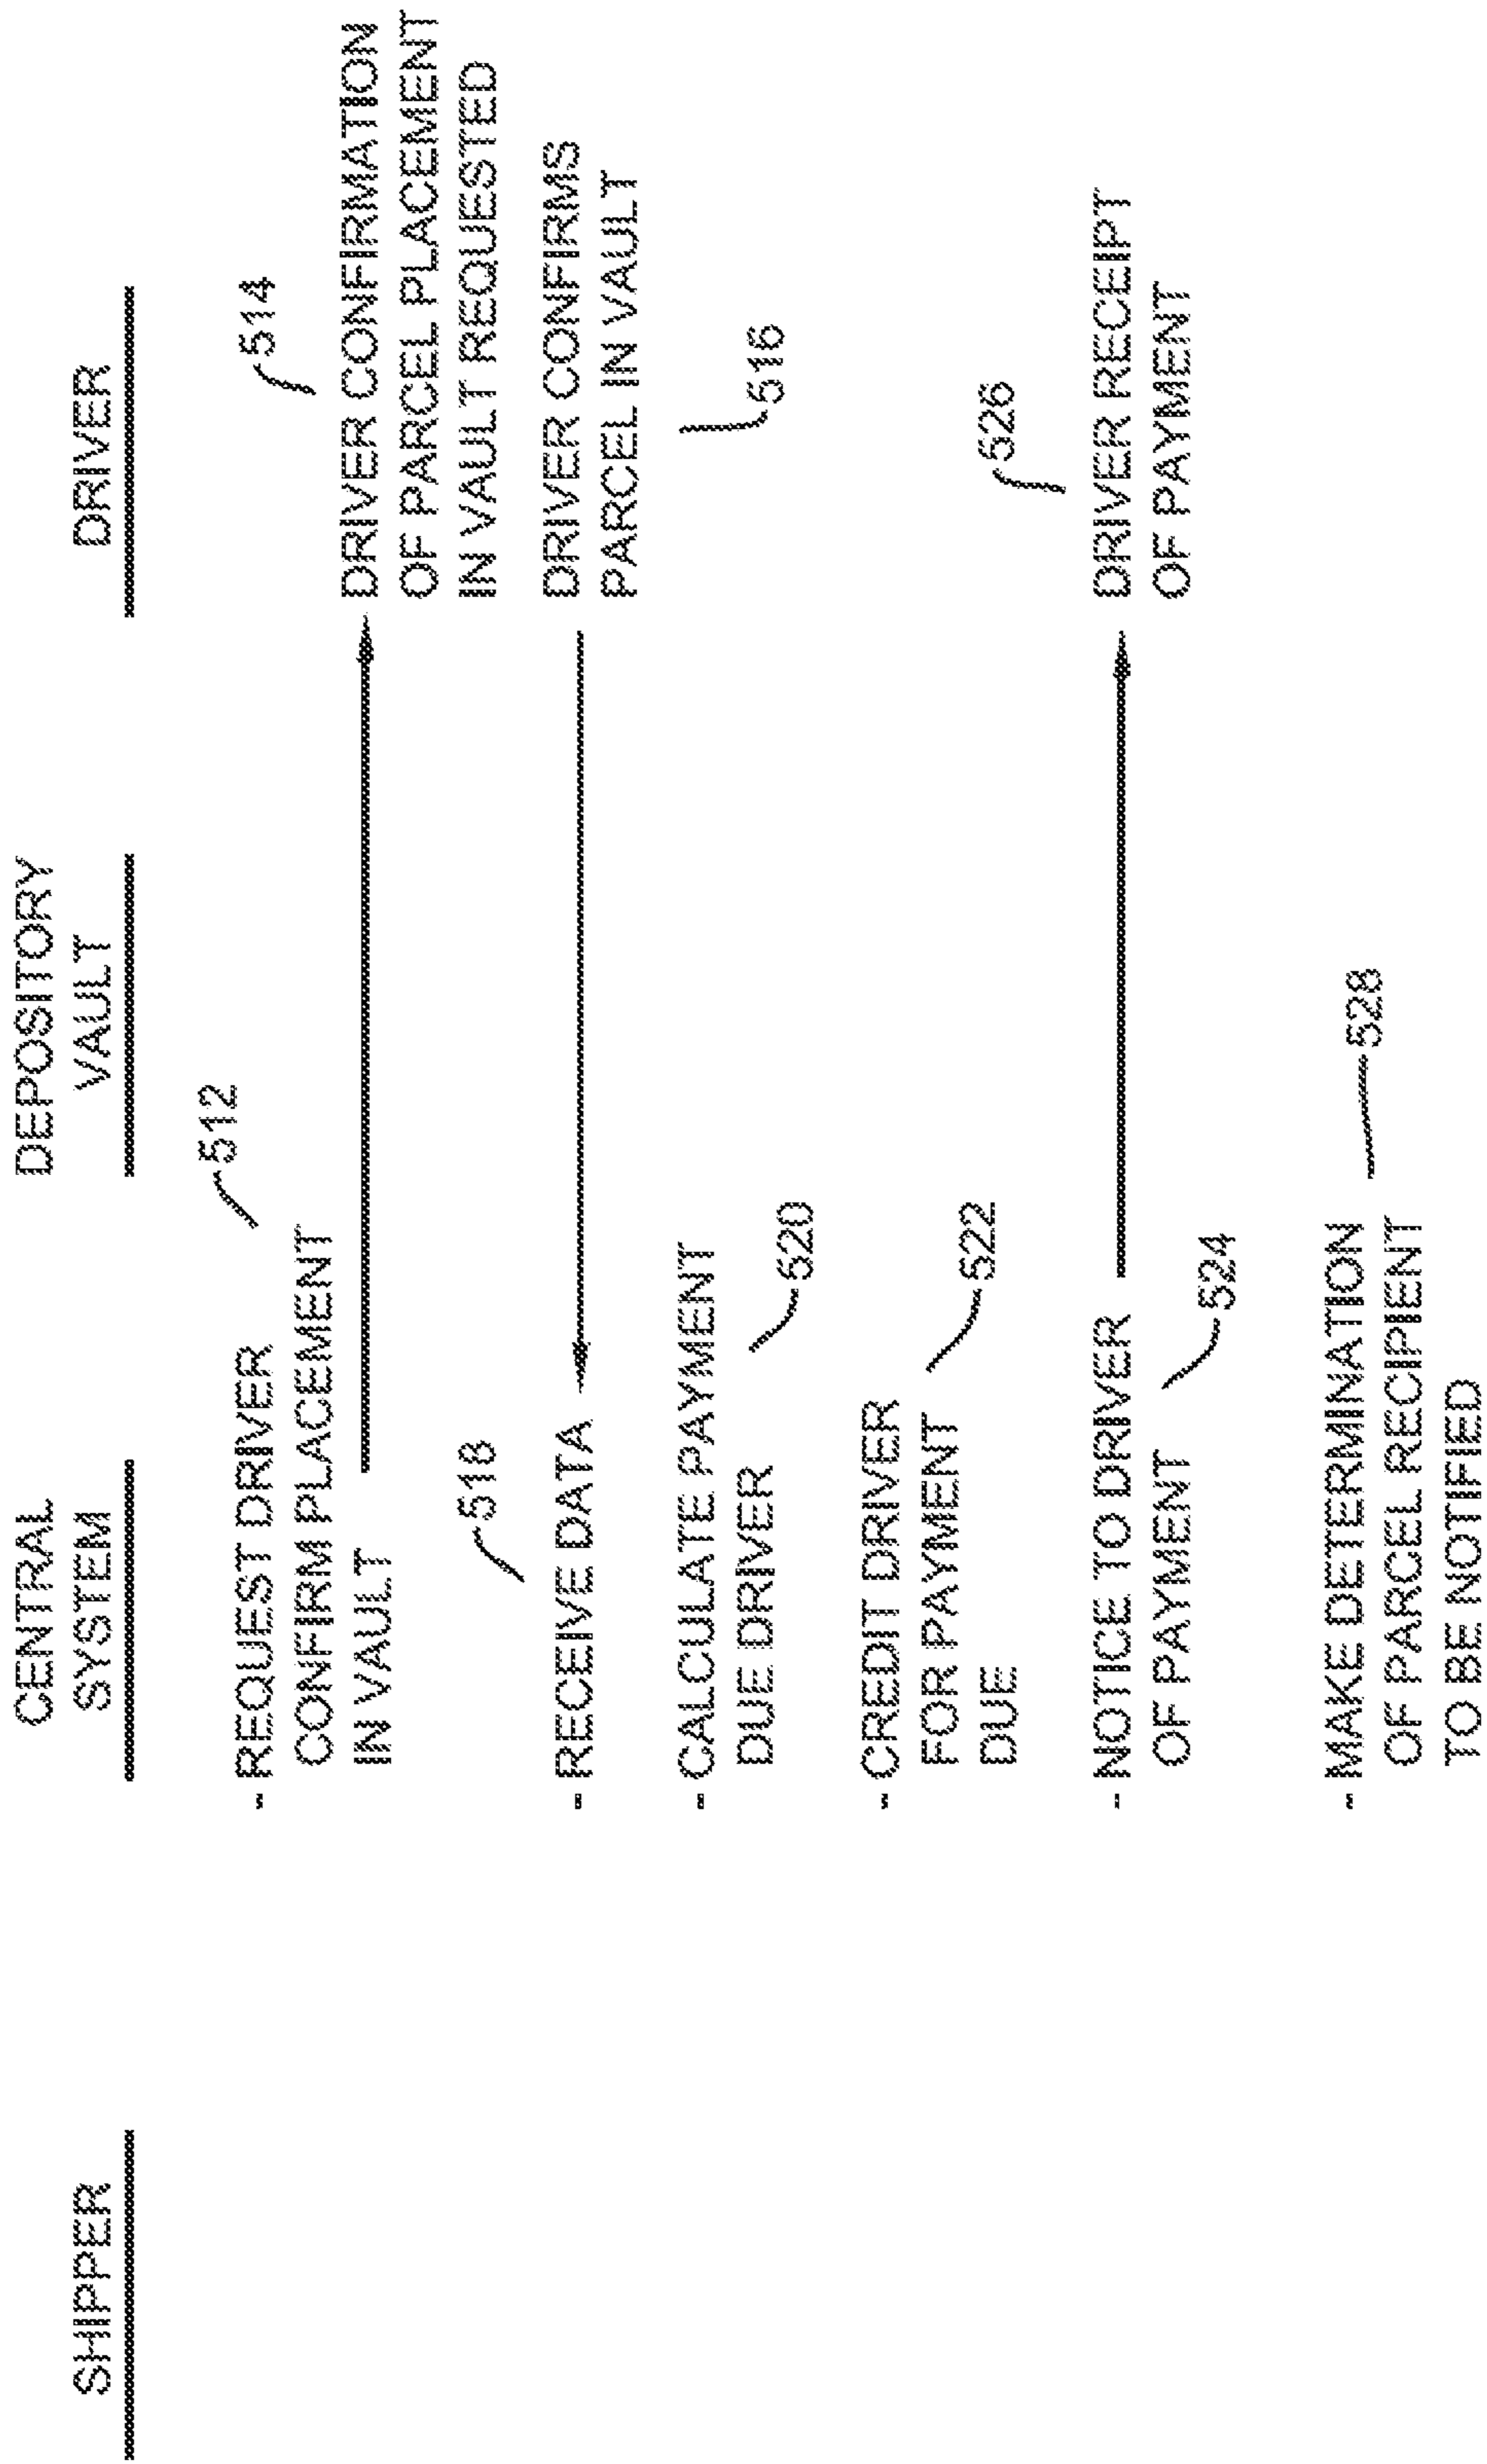 SHIPPER
CENTRAL
SYSTEM
DEPOSITORY
VAULT
DRIVER
512
- REQUEST DRIVER
CONFIRM PLACEMENT
IN VAULT
514
DRIVER CONFIRMATION
OF PARCEL PLACEMENT
IN VAULT REQUESTED
518
- RECEIVE DATA
DRIVER CONFIRMS
PARCEL IN VAULT
516
- CALCULATE PAYMENT
DUE DRIVER
520
- CREDIT DRIVER
FOR PAYMENT
DUE
522
- NOTICE TO DRIVER
OF PAYMENT
524
526
DRIVER RECEIPT
OF PAYMENT
- MAKE DETERMINATION
OF PARCEL RECIPIENT
TO BE NOTIFIED
528